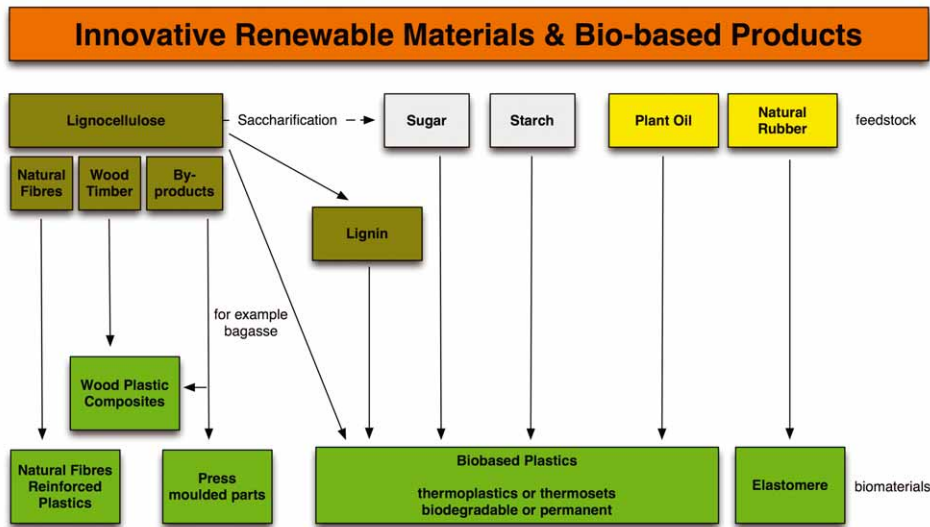 Innovative Renewable Materials & Bio-based Products
Lignocellulose
Saccharification
Sugar
Starch
Plant Oil
Natural
Rubber
feedstock
Natural
Fibres
Wood
Timber
By-
products
Lignin
for example
bagasse
Wood Plastic
Composites
Natural Fibres
Reinforced
Plastics
Press
moulded parts
Biobased Plastics
thermoplastics or thermosets
biodegradable or permanent
Elastomere
biomaterials